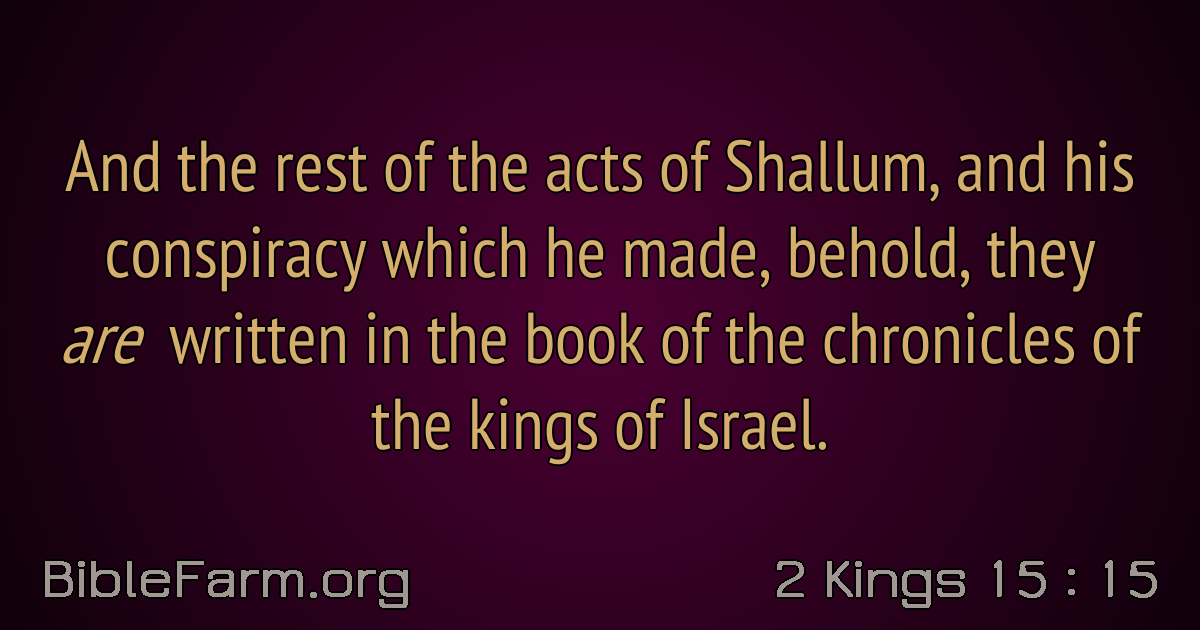 And the rest of the acts of Shallum, and his
conspiracy which he made, behold, they
are written in the book of the chronicles of
the kings of Israel.
BibleFarm.org
2 Kings 15 : 15